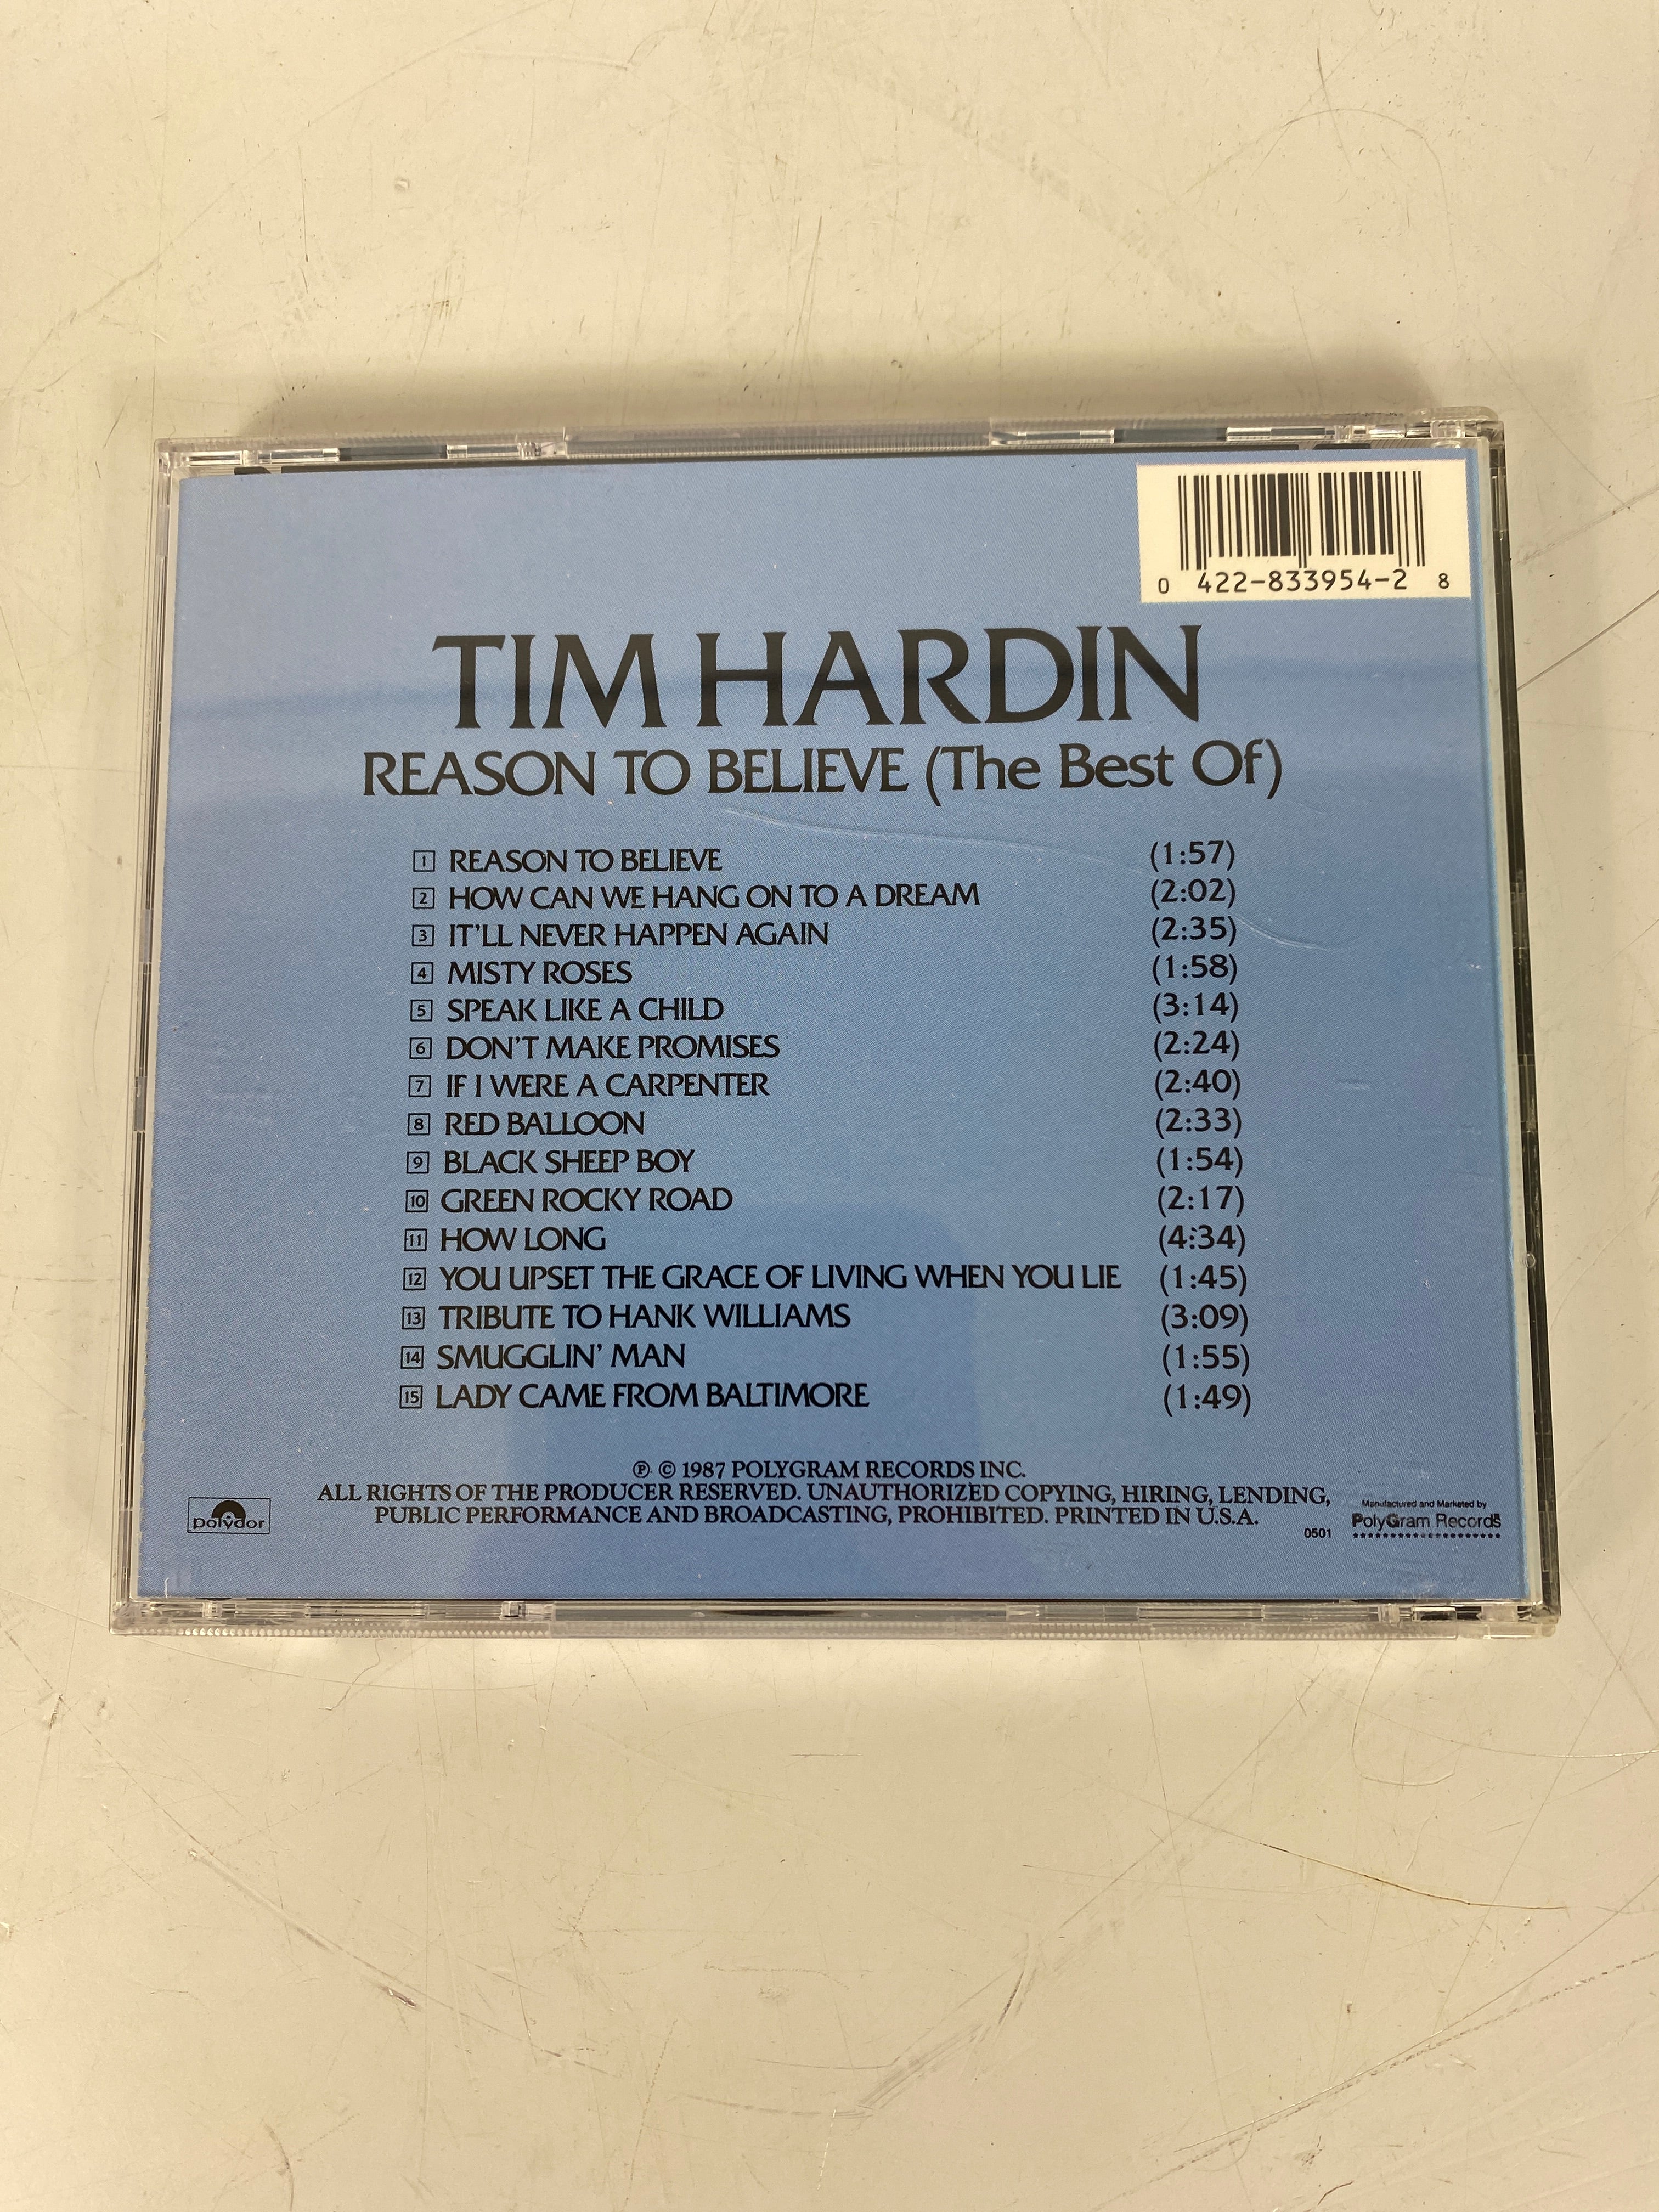 0 422-833954-2 8
TIM HARDIN
REASON TO BELIEVE (The Best Of)
1 REASON TO BELIEVE (1:57)
2 HOW CAN WE HANG ON TO A DREAM (2:02)
3 IT'LL NEVER HAPPEN AGAIN (2:35)
4 MISTY ROSES (1:58)
5 SPEAK LIKE A CHILD (3:14)
6 DON'T MAKE PROMISES (2:24)
7 IF I WERE A CARPENTER (2:40)
8 RED BALLOON (2:33)
9 BLACK SHEEP BOY (1:54)
10 GREEN ROCKY ROAD (2:17)
11 HOW LONG (4:34)
12 YOU UPSET THE GRACE OF LIVING WHEN YOU LIE (1:45)
13 TRIBUTE TO HANK WILLIAMS (3:09)
14 SMUGGLIN' MAN (1:55)
15 LADY CAME FROM BALTIMORE (1:49)
℗ © 1987 POLYGRAM RECORDS INC.
ALL RIGHTS OF THE PRODUCER RESERVED. UNAUTHORIZED COPYING, HIRING, LENDING,
PUBLIC PERFORMANCE AND BROADCASTING, PROHIBITED. PRINTED IN U.S.A.
polydor
0501
Manufactured and Marketed by
PolyGram Records